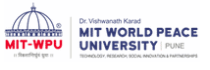 MIT-WPU
Dr. Vishwanath Karad
MIT WORLD PEACE
UNIVERSITY | PUNE
TECHNOLOGY, RESEARCH, SOCIAL INNOVATION & PARTNERSHIPS